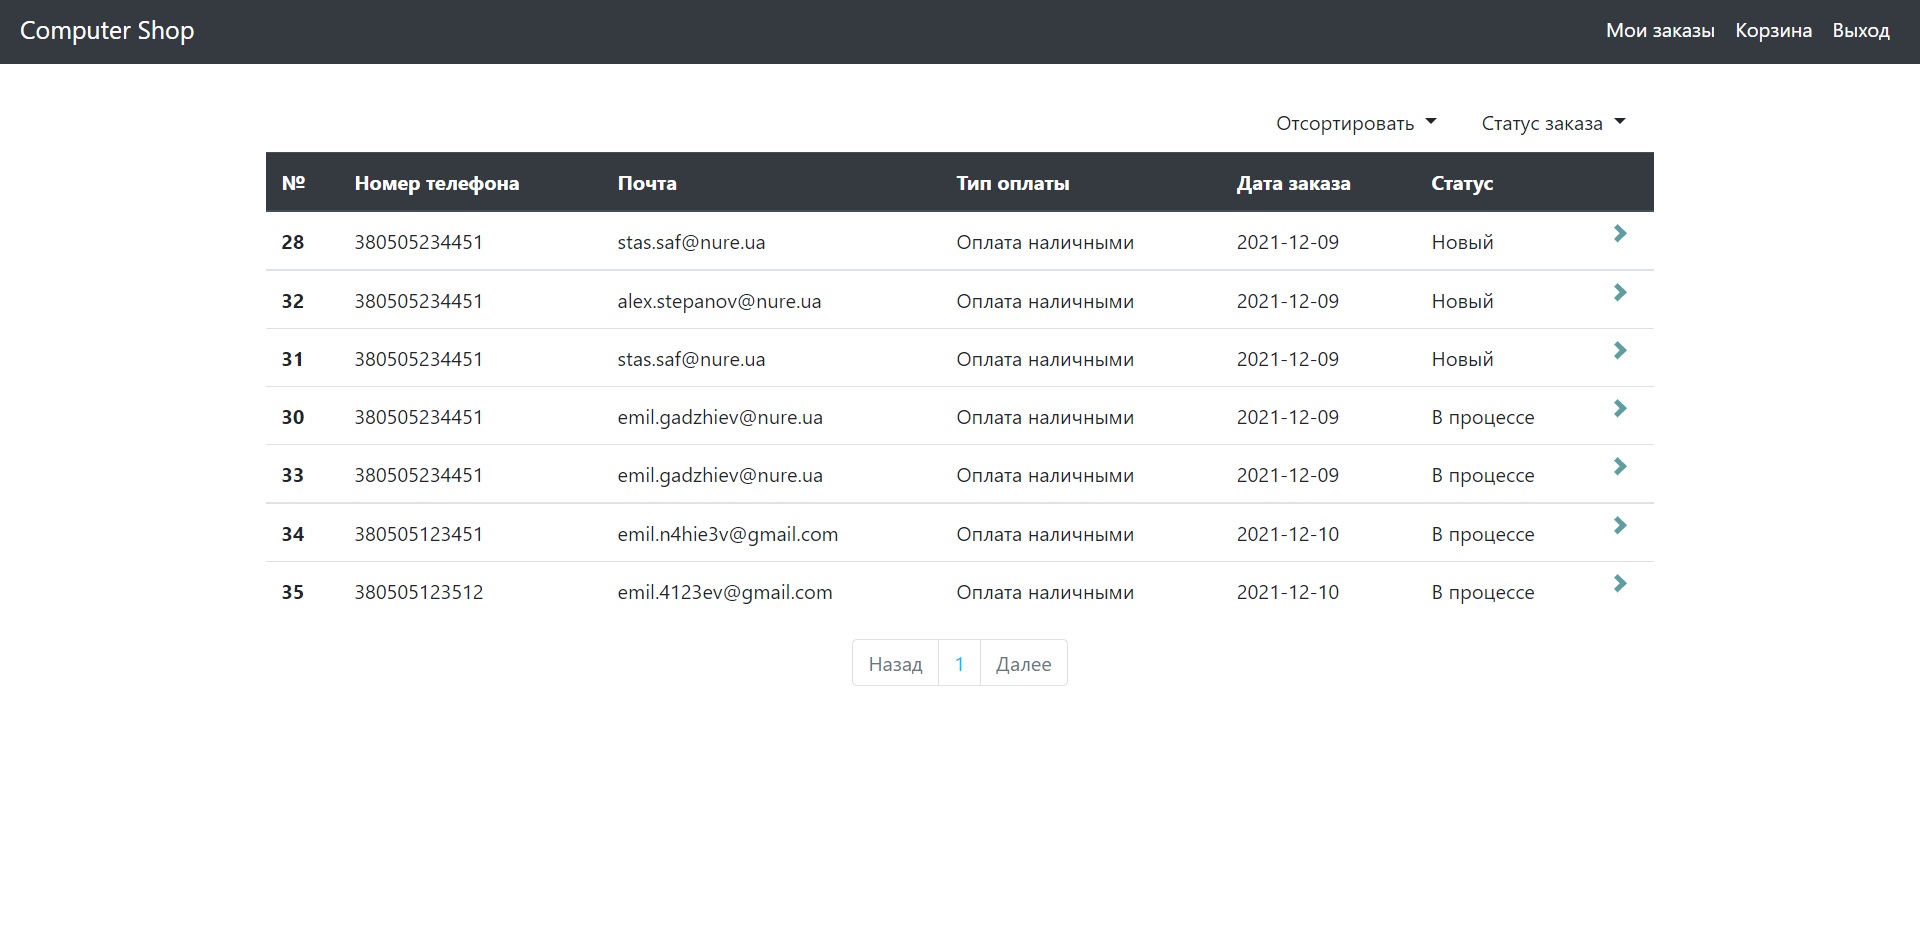 Computer Shop Мои заказы Корзина Выход
Отсортировать Статус заказа
№ Номер телефона Почта Тип оплаты Дата заказа Статус
28 380505234451 stas.saf@nure.ua Оплата наличными 2021-12-09 Новый
32 380505234451 alex.stepanov@nure.ua Оплата наличными 2021-12-09 Новый
31 380505234451 stas.saf@nure.ua Оплата наличными 2021-12-09 Новый
30 380505234451 emil.gadzhiev@nure.ua Оплата наличными 2021-12-09 В процессе
33 380505234451 emil.gadzhiev@nure.ua Оплата наличными 2021-12-09 В процессе
34 380505123451 emil.n4hie3v@gmail.com Оплата наличными 2021-12-10 В процессе
35 380505123512 emil.4123ev@gmail.com Оплата наличными 2021-12-10 В процессе
Назад 1 Далее